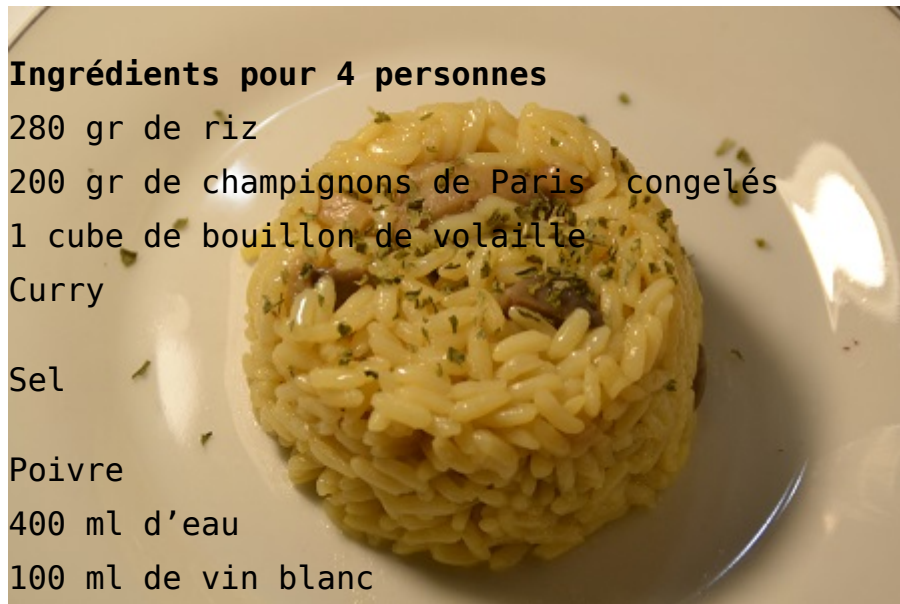 Ingrédients pour 4 personnes
280 gr de riz
200 gr de champignons de Paris congelés
1 cube de bouillon de volaille
Curry
Sel
Poivre
400 ml d’eau
100 ml de vin blanc